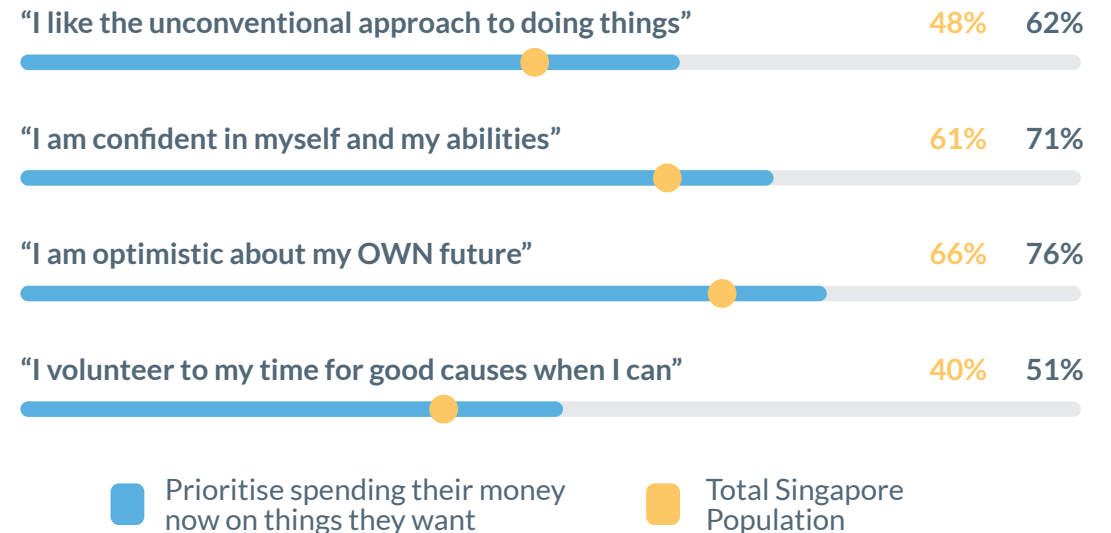 “I like the unconventional approach to doing things” 48% 62%
“I am confident in myself and my abilities” 61% 71%
“I am optimistic about my OWN future” 66% 76%
“I volunteer to my time for good causes when I can” 40% 51%
Prioritise spending their money
now on things they want
Total Singapore
Population